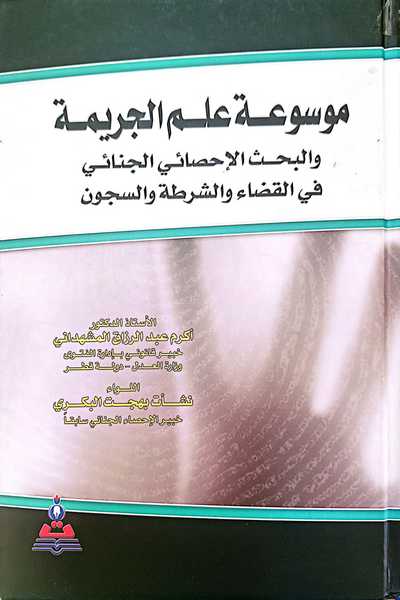 موسوعة علم الجريمة
والبحث الإحصائي الجنائي
في القضاء والشرطة والسجون
الأستاذ الدكتور
أكرم عبد الرزاق المشهداني
خبير قانوني بإدارة الفتوى
وزارة العدل - دولة قطر
اللواء
نشأت بهجت البكري
خبير الإحصاء الجنائي سابقاً